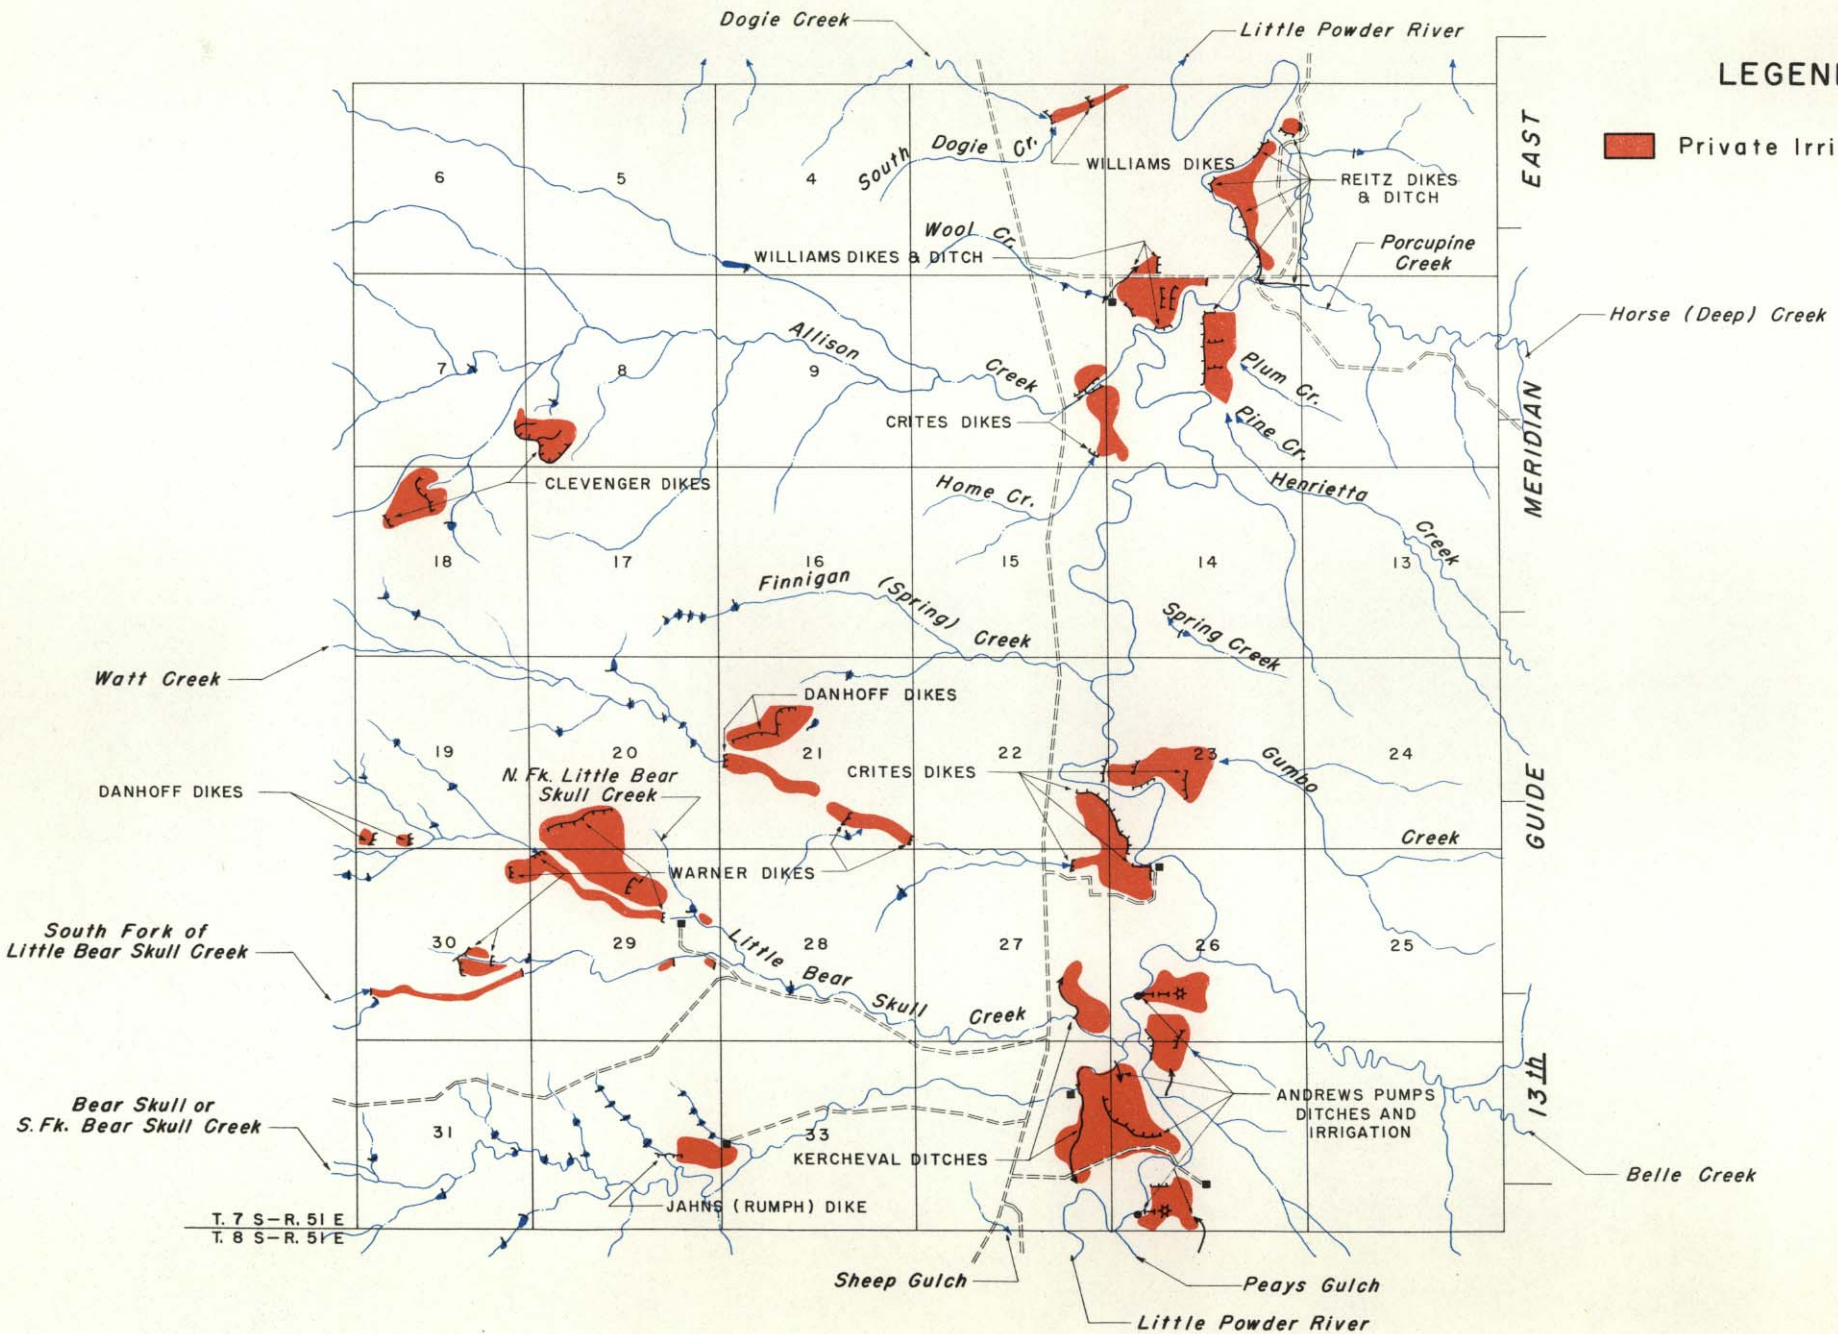 Dogie Creek
Little Powder River
LEGEN
Private Irri
EAST
MERIDIAN
GUIDE
13th
South Dogie Cr.
WILLIAMS DIKES
REITZ DIKES
& DITCH
6
5
4
Wool Cr.
WILLIAMS DIKES & DITCH
Porcupine
Creek
Horse (Deep) Creek
Allison Creek
7
8
9
Plum Cr.
CRITES DIKES
Pine Cr.
CLEVENGER DIKES
Home Cr.
Henrietta Creek
18
17
16
15
14
13
Finnigan (Spring) Creek
Spring Creek
Watt Creek
DANHOFF DIKES
19
20
21
22
23
24
N. Fk. Little Bear
Skull Creek
CRITES DIKES
Gumbo Creek
DANHOFF DIKES
WARNER DIKES
South Fork of
Little Bear Skull Creek
30
29
28
27
26
25
Little Bear Skull Creek
Bear Skull or
S. Fk. Bear Skull Creek
31
33
ANDREWS PUMPS
DITCHES AND
IRRIGATION
KERCHEVAL DITCHES
Belle Creek
JAHNS (RUMPH) DIKE
T. 7 S-R. 51 E
T. 8 S-R. 51 E
Sheep Gulch
Peays Gulch
Little Powder River